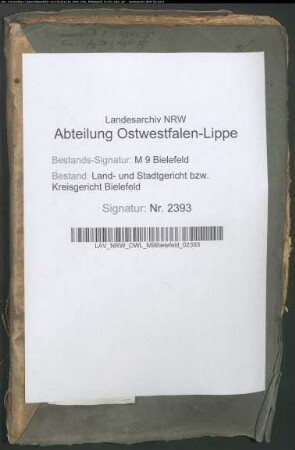 Landesarchiv NRW
Abteilung Ostwestfalen-Lippe
Bestands-Signatur: M 9 Bielefeld
Bestand: Land- und Stadtgericht bzw.
Kreisgericht Bielefeld
Signatur: Nr. 2393
LAV_NRW_OWL_M9Bielefeld_02393